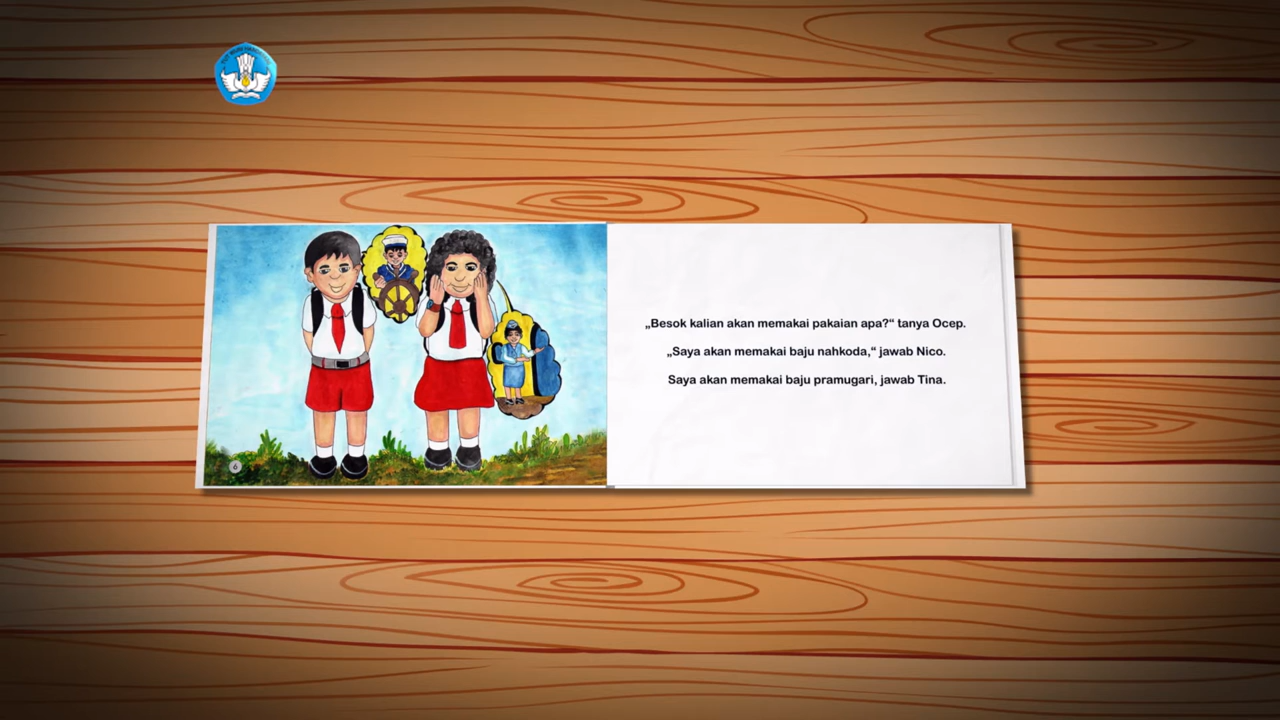 6
„Besok kalian akan memakai pakaian apa?“ tanya Ocep.
„Saya akan memakai baju nahkoda,“ jawab Nico.
Saya akan memakai baju pramugari, jawab Tina.